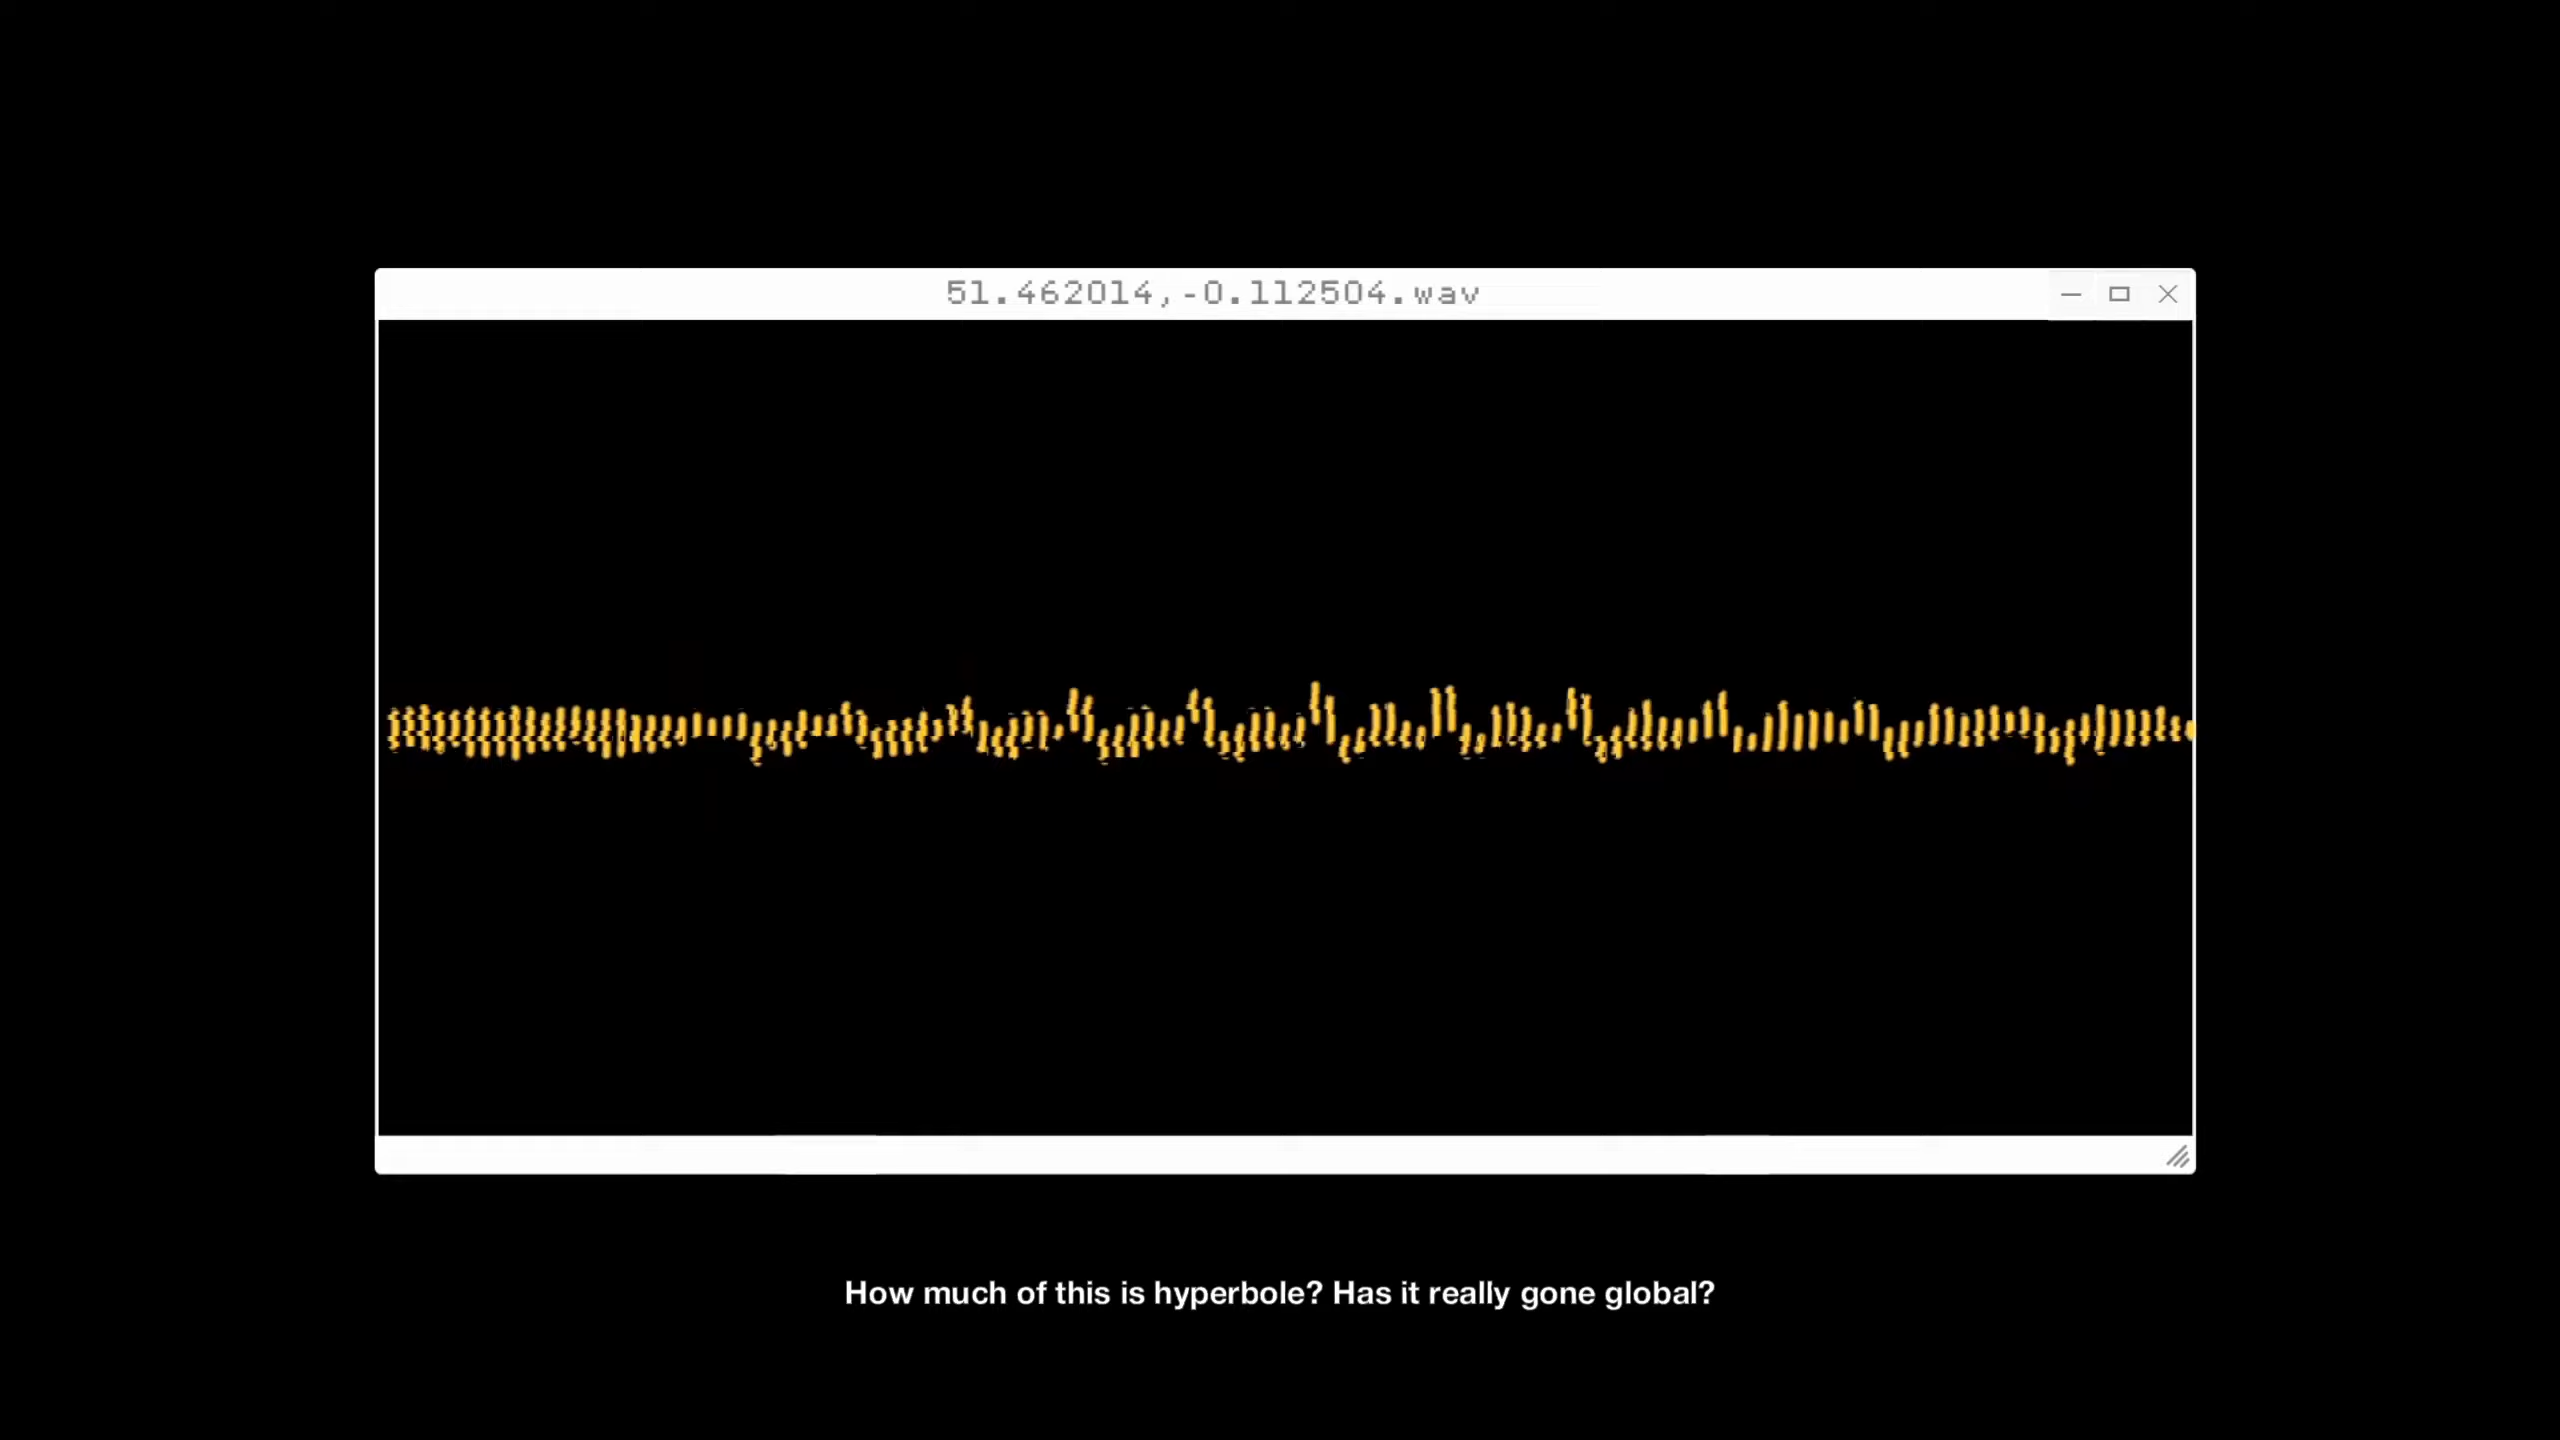 51.462014,-0.112504.wav
How much of this is hyperbole? Has it really gone global?